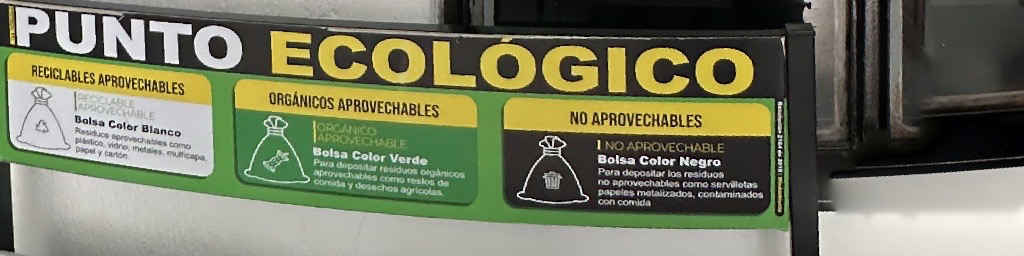 PUNTO ECOLÓGICO
RECICLABLES APROVECHABLES
RECICLABLE
APROVECHABLE
Bolsa Color Blanco
Residuos aprovechables como
plástico, vidrio, metales, multicapa,
papel y cartón.
ORGÁNICOS APROVECHABLES
ORGÁNICO
APROVECHABLE
Bolsa Color Verde
Para depositar residuos orgánicos
aprovechables como restos de
comida y desechos agrícolas.
NO APROVECHABLES
NO APROVECHABLE
Bolsa Color Negro
Para depositar los residuos
no aprovechables como servilletas
papeles metalizados, contaminados
con comida